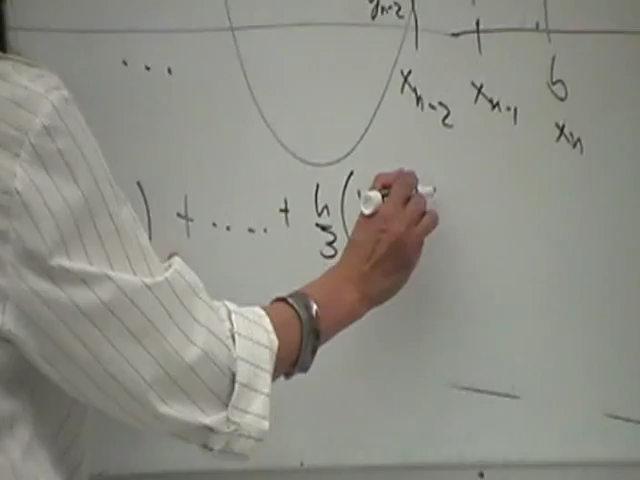 y_{n-2}
...
x_{n-2} x_{n-1} b
x_n
) + ..... + h/3 (